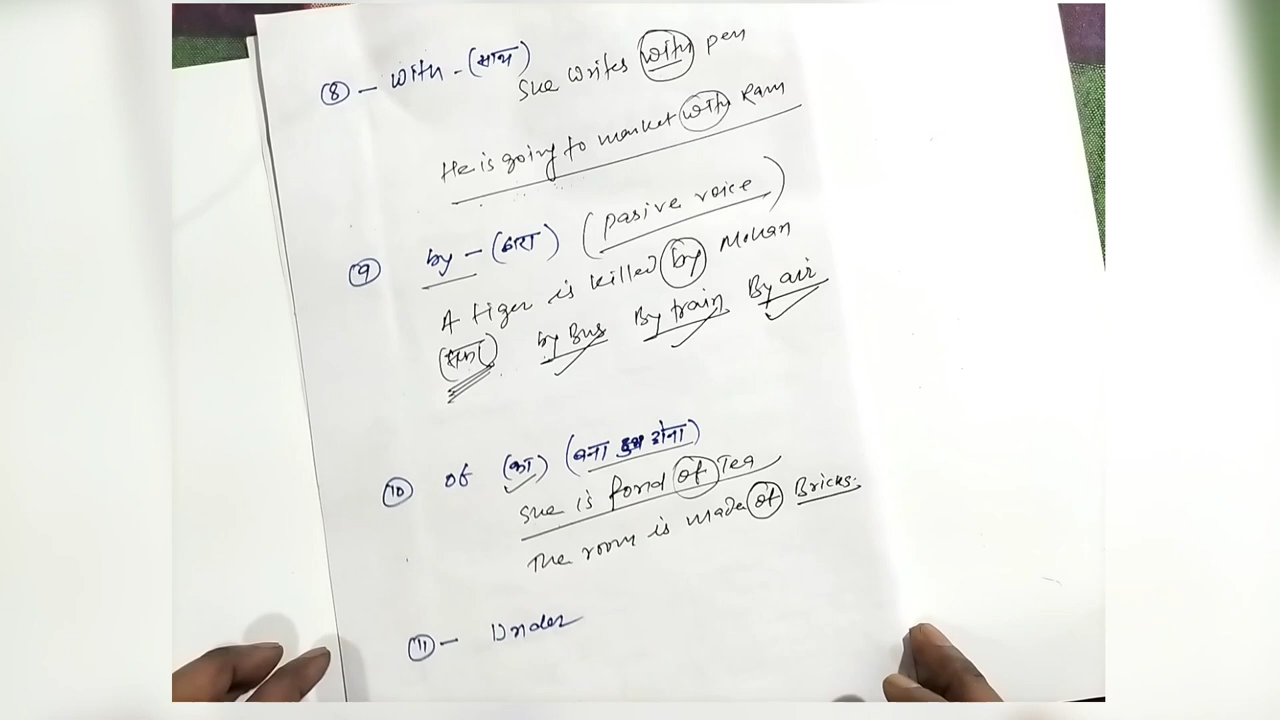 ⑧ - with - (साथ)
She writes with pen
He is going to market with Ram
⑨ by - (द्वारा) (pasive voice)
A tiger is killed by Mohan
by Bus By train By air
⑩ of (का) (बना हुआ होना)
She is fond of Tea
The room is made of Bricks.
⑪ - Under